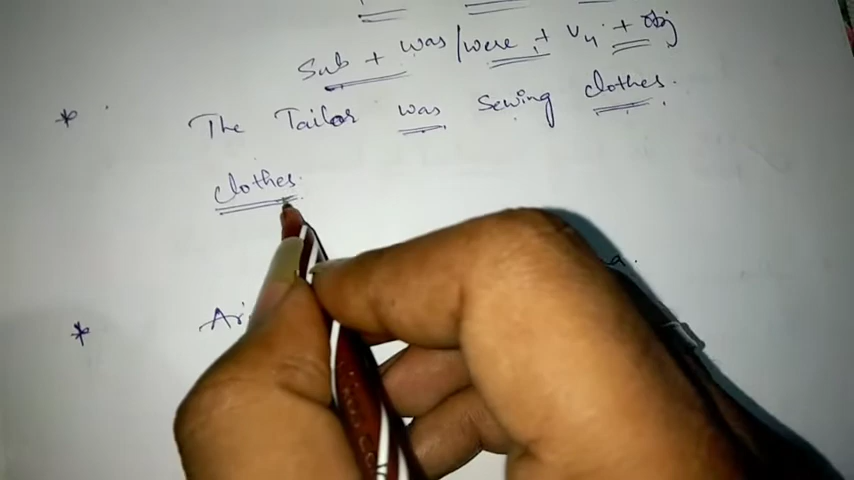 Sub + was/were + V4 + obj
* The Tailor was sewing clothes.
clothes
*